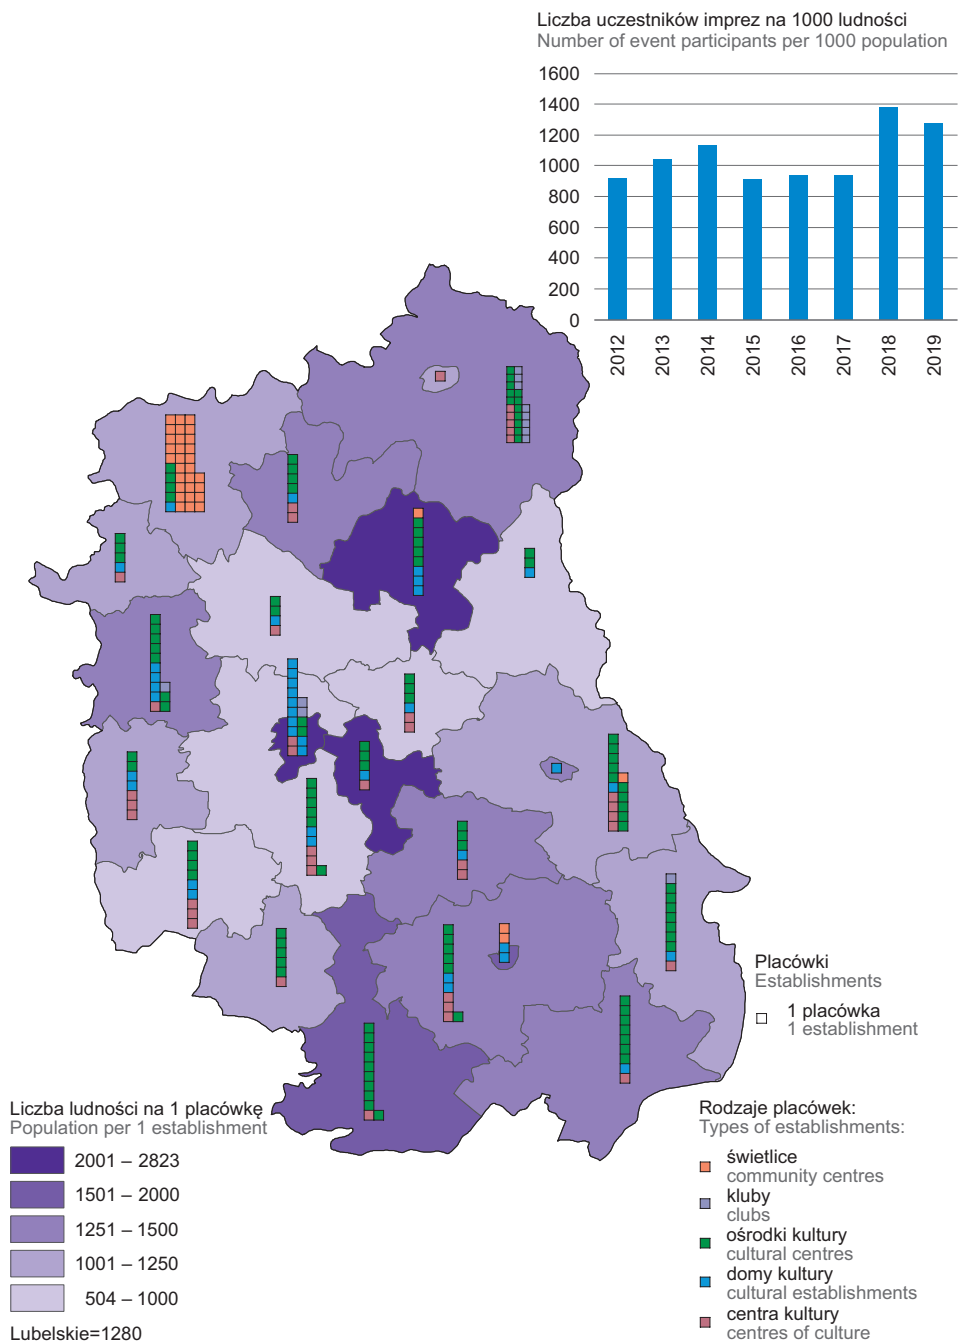 Liczba uczestników imprez na 1000 ludności
Number of event participants per 1000 population
1600
1400
1200
1000
800
600
400
200
0
2012
2013
2014
2015
2016
2017
2018
2019
Placówki
Establishments
1 placówka
1 establishment
Liczba ludności na 1 placówkę
Population per 1 establishment
2001 – 2823
1501 – 2000
1251 – 1500
1001 – 1250
504 – 1000
Lubelskie=1280
Rodzaje placówek:
Types of establishments:
świetlice
community centres
kluby
clubs
ośrodki kultury
cultural centres
domy kultury
cultural establishments
centra kultury
centres of culture